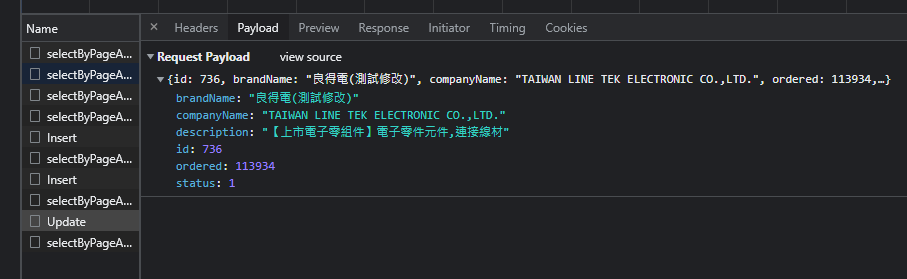 Name
selectByPageA...
selectByPageA...
selectByPageA...
selectByPageA...
Insert
selectByPageA...
Insert
selectByPageA...
Update
selectByPageA...
× Headers Payload Preview Response Initiator Timing Cookies
▼ Request Payload view source
▼ {id: 736, brandName: "良得電(測試修改)", companyName: "TAIWAN LINE TEK ELECTRONIC CO.,LTD.", ordered: 113934,…}
brandName: "良得電(測試修改)"
companyName: "TAIWAN LINE TEK ELECTRONIC CO.,LTD."
description: "【上市電子零組件】電子零件元件,連接線材"
id: 736
ordered: 113934
status: 1